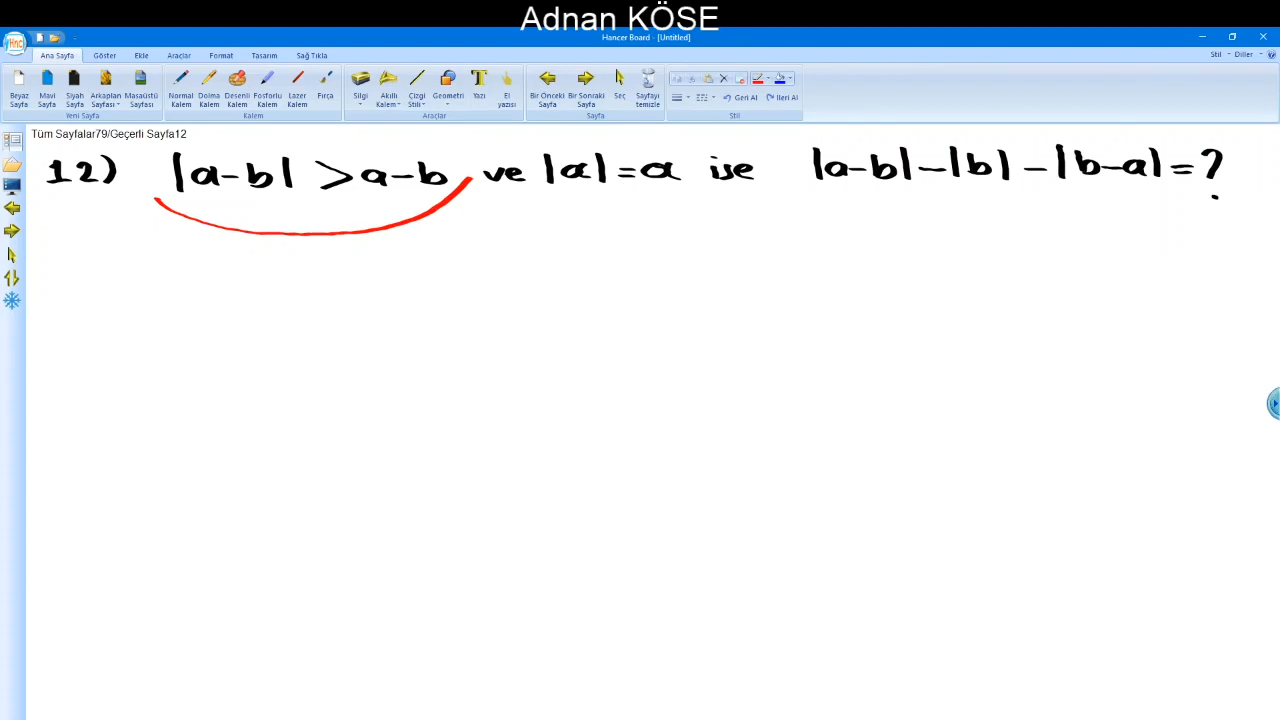 Adnan KÖSE
Hancer Board - [Untitled]
Hnc
Ana Sayfa Göster Ekle Araçlar Format Tasarım Sağ Tıkla Stil Diller
Beyaz Sayfa Mavi Sayfa Siyah Sayfa Arkaplan Sayfası Masaüstü Sayfası Normal Kalem Dolma Kalem Desenli Kalem Fosforlu Kalem Lazer Kalem Fırça Silgi Akıllı Kalem Çizgi Stili Geometri Yazı El yazısı Bir Önceki Sayfa Bir Sonraki Sayfa Seç Sayfayı temizle Geri Al İleri Al
Yeni Sayfa Kalem Araçlar Sayfa Stil
Tüm Sayfalar79/Geçerli Sayfa12
12) |a-b| >a-b ve |a|=a ise |a-b|-|b|-|b-a|=?